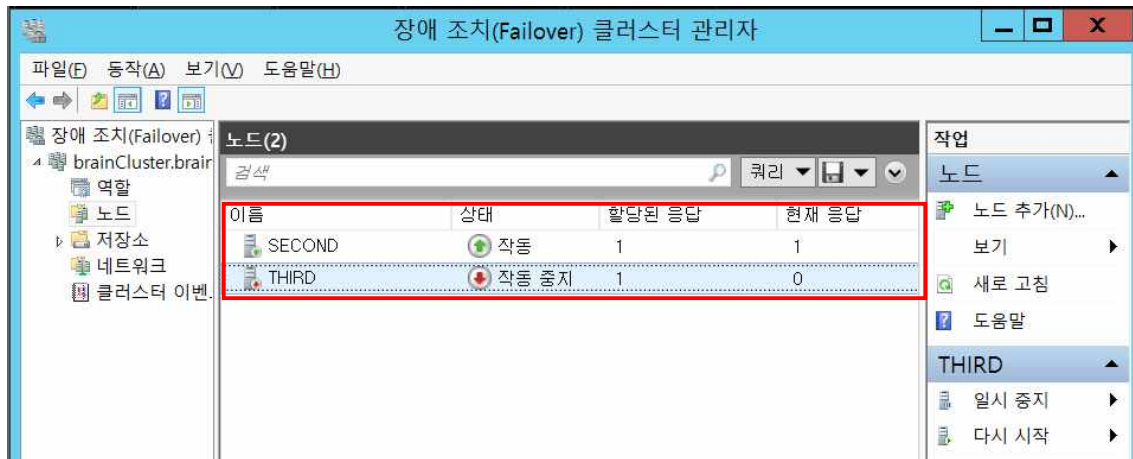 장애 조치(Failover) 클러스터 관리자
파일(F) 동작(A) 보기(V) 도움말(H)
장애 조치(Failover)
brainCluster.brain
역할
노드
저장소
네트워크
클러스터 이벤
노드(2)
검색
쿼리
이름 상태 할당된 응답 현재 응답
SECOND 작동 1 1
THIRD 작동 중지 1 0
작업
노드
노드 추가(N)...
보기
새로 고침
도움말
THIRD
일시 중지
다시 시작